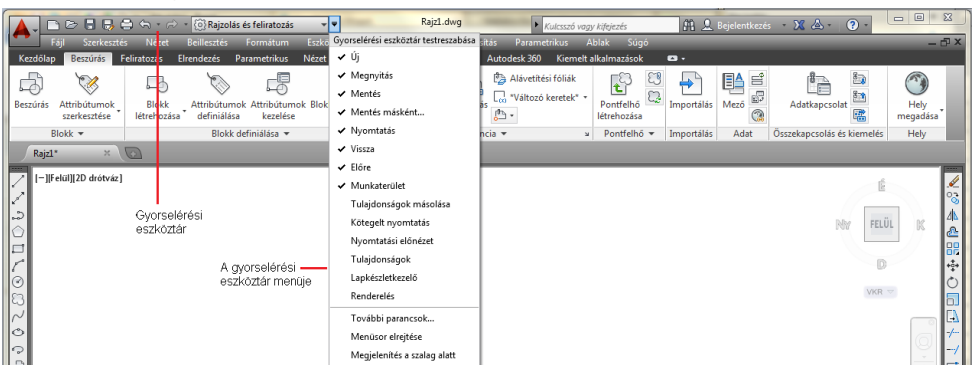 Rajzolás és feliratozás
Rajz1.dwg
Kulcsszó vagy kifejezés
Bejelentkezés
Fájl Szerkesztés Nézet Beillesztés Formátum
Parametrikus Ablak Súgó
Gyorselérési eszköztár testreszabása
Kezdőlap Beszúrás Feliratozás Elrendezés Parametrikus Nézet
Autodesk 360 Kiemelt alkalmazások
Beszúrás
Attribútumok szerkesztése
Blokk létrehozása
Attribútumok definiálása
Attribútumok kezelése
Blok
Alávetítési fóliák
*Változó keretek*
Pontfelhő létrehozása
Importálás
Mező
Adatkapcsolat
Hely megadása
Blokk
Blokk definiálása
Pontfelhő
Importálás
Adat
Összekapcsolás és kiemelés
Hely
Rajz1*
[−][Felül][2D drótváz]
Új
Megnyitás
Mentés
Mentés másként...
Nyomtatás
Vissza
Előre
Munkaterület
Tulajdonságok másolása
Kötegelt nyomtatás
Nyomtatási előnézet
Tulajdonságok
Lapkészletkezelő
Renderelés
További parancsok...
Menüsor elrejtése
Megjelenítés a szalag alatt
Gyorselérési
eszköztár
A gyorselérési
eszköztár menüje
É
Ny FELÜL K
D
VKR